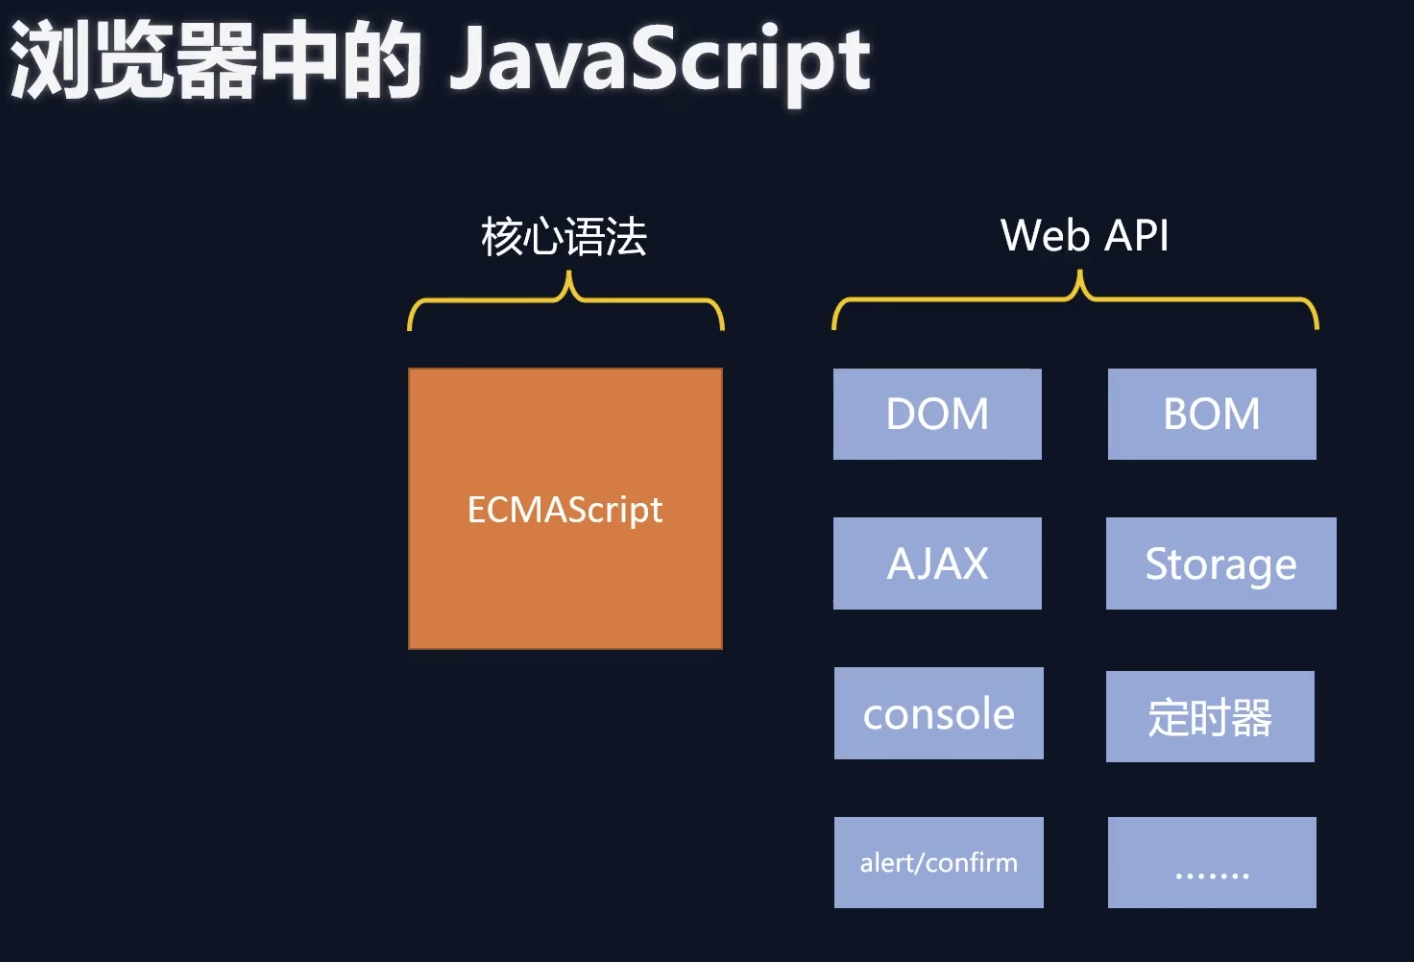 浏览器中的 JavaScript
核心语法
Web API
ECMAScript
DOM
BOM
AJAX
Storage
console
定时器
alert/confirm
.......